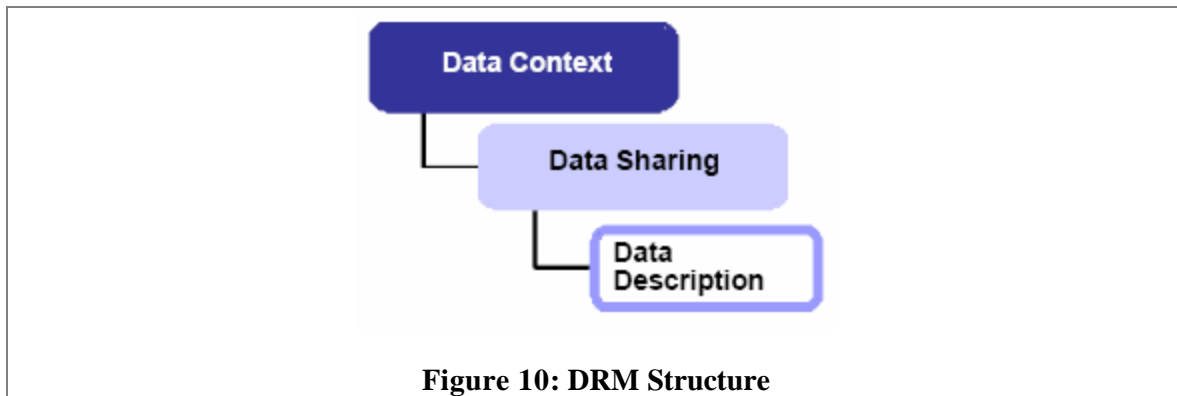 Data Context
Data Sharing
Data
Description
Figure 10: DRM Structure